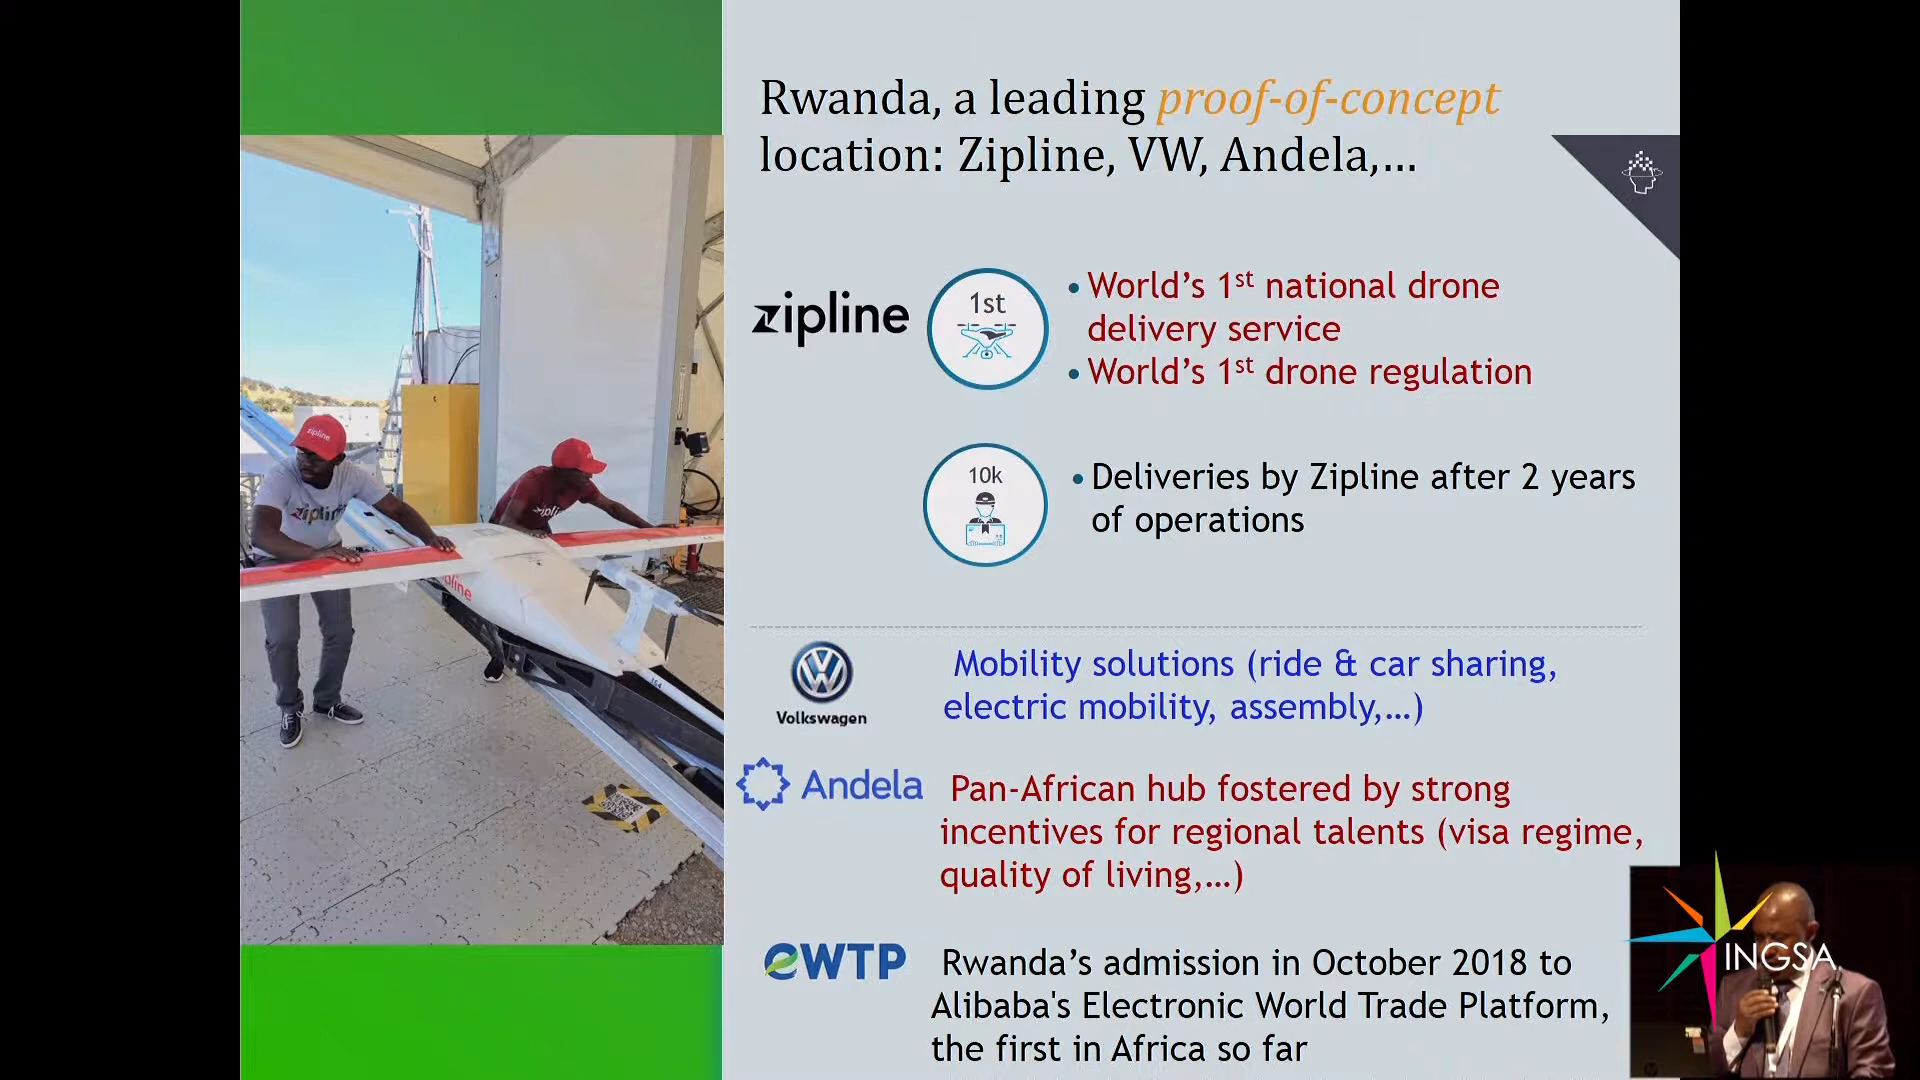 Rwanda, a leading proof-of-concept
location: Zipline, VW, Andela,...
zipline
1st
• World’s 1st national drone
delivery service
• World’s 1st drone regulation
10k
• Deliveries by Zipline after 2 years
of operations
Volkswagen
Mobility solutions (ride & car sharing,
electric mobility, assembly,...)
Andela
Pan-African hub fostered by strong
incentives for regional talents (visa regime,
quality of living,...)
eWTP
Rwanda’s admission in October 2018 to
Alibaba's Electronic World Trade Platform,
the first in Africa so far
zipline
zipline
INGSA